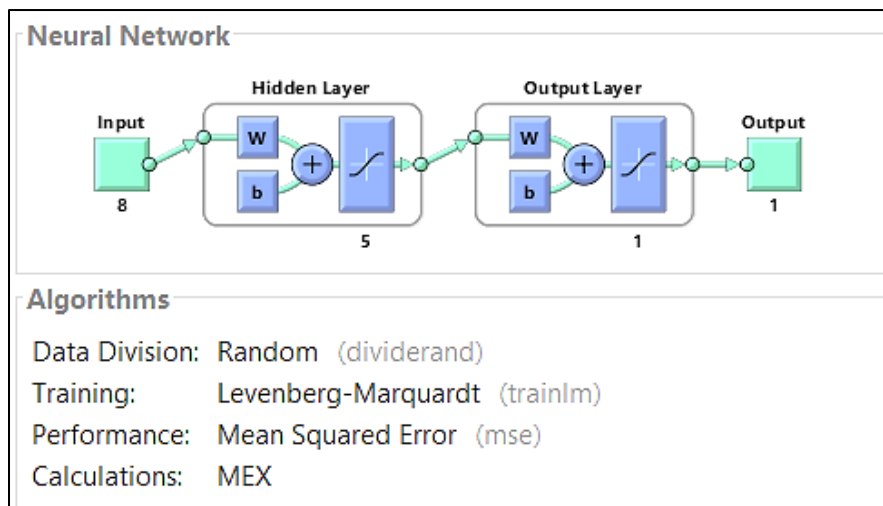 Neural Network
Hidden Layer
Output Layer
Input
Output
W
b
+
W
b
+
8
5
1
1
Algorithms
Data Division: Random (dividerand)
Training: Levenberg-Marquardt (trainlm)
Performance: Mean Squared Error (mse)
Calculations: MEX